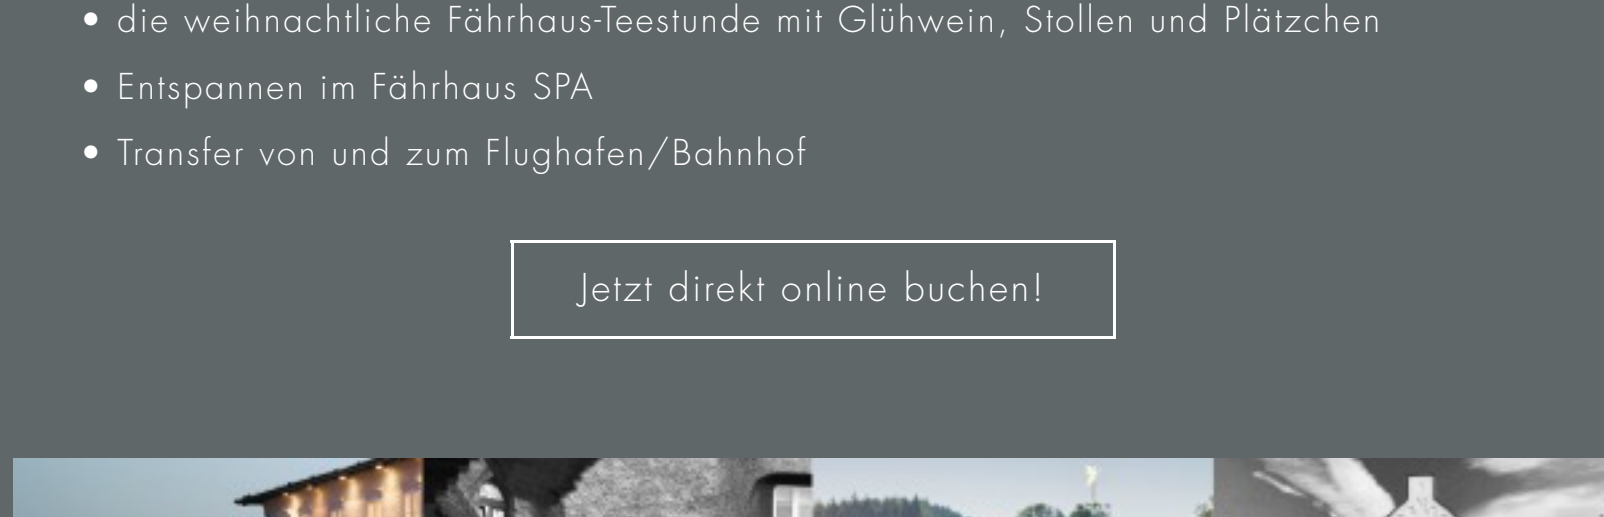 • die weihnachtliche Fährhaus-Teestunde mit Glühwein, Stollen und Plätzchen
• Entspannen im Fährhaus SPA
• Transfer von und zum Flughafen/Bahnhof
Jetzt direkt online buchen!